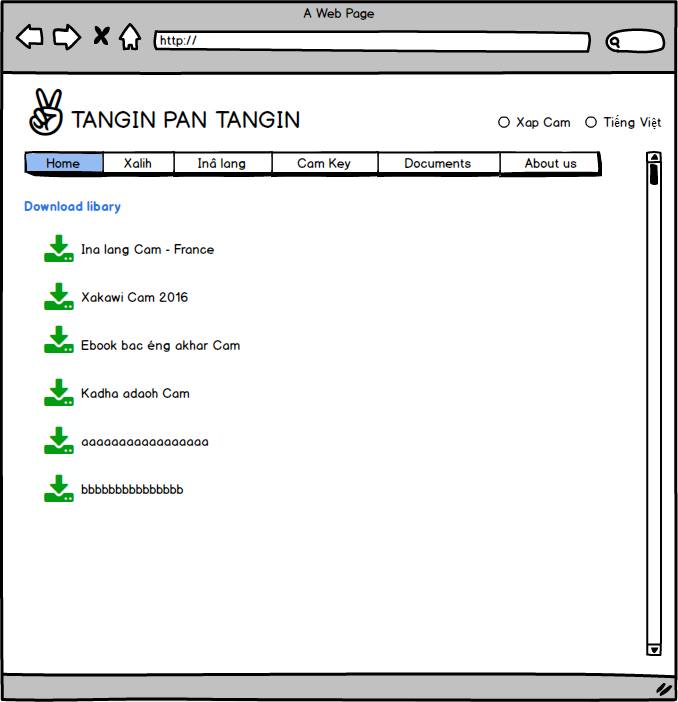 A Web Page
http://
TANGIN PAN TANGIN
Xap Cam Tiếng Việt
Home Xalih Inâ lang Cam Key Documents About us
Download libary
Ina lang Cam - France
Xakawi Cam 2016
Ebook bac éng akhar Cam
Kadha adaoh Cam
aaaaaaaaaaaaaaaaa
bbbbbbbbbbbbbbb